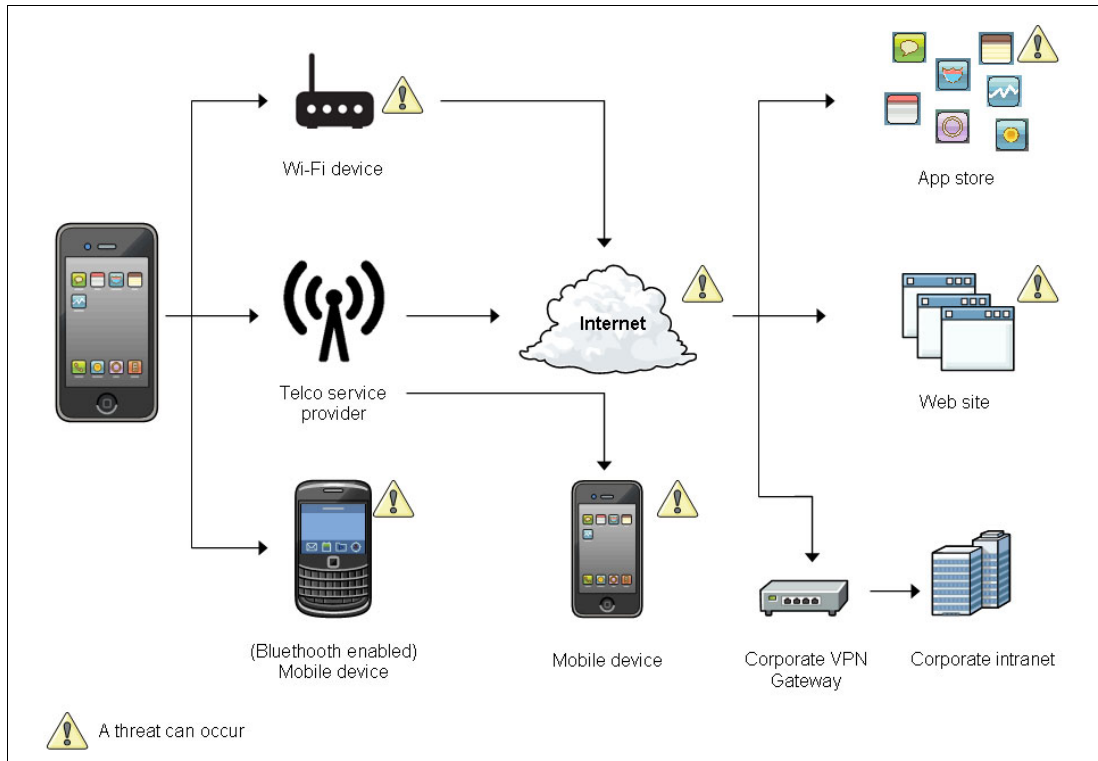 Wi-Fi device
App store
Internet
Telco service
provider
Web site
(Bluethooth enabled)
Mobile device
Mobile device
Corporate VPN
Gateway
Corporate intranet
A threat can occur